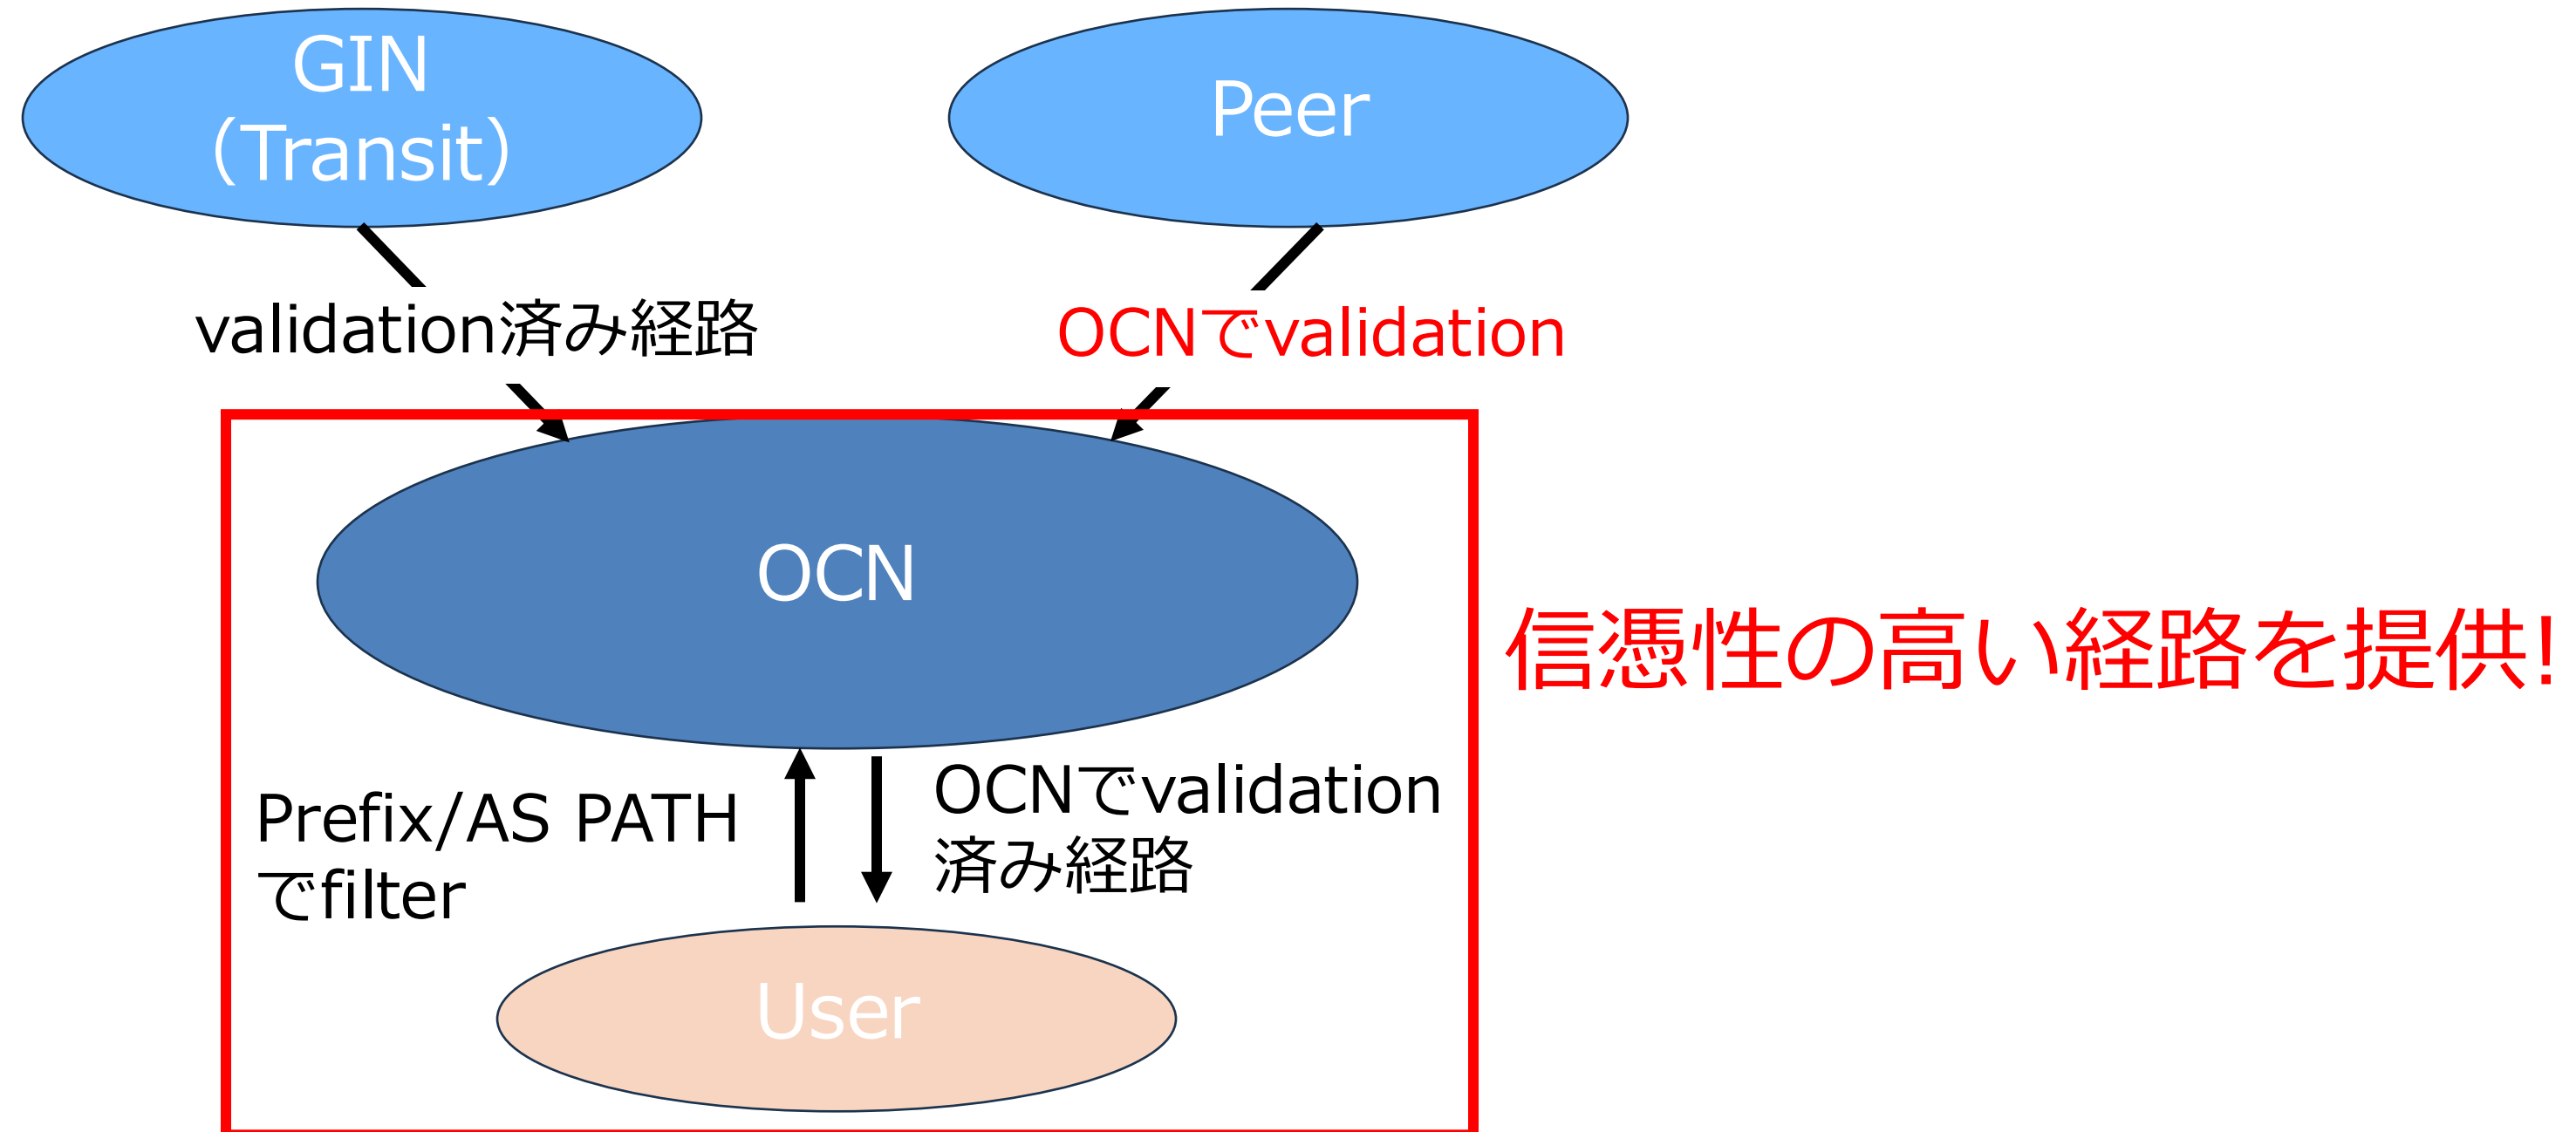 GIN
（Transit）
Peer
validation済み経路
OCNでvalidation
OCN
信憑性の高い経路を提供!
Prefix/AS PATH
でfilter
OCNでvalidation
済み経路
User